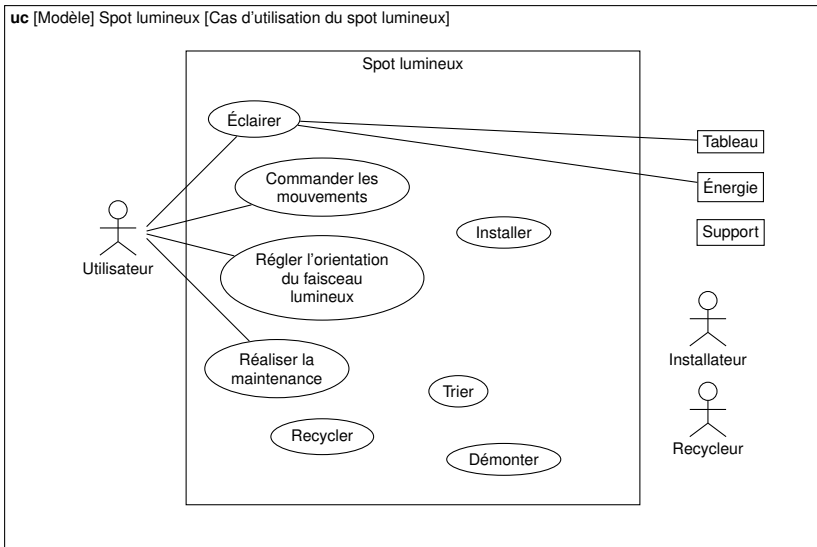 uc [Modèle] Spot lumineux [Cas d'utilisation du spot lumineux]
Spot lumineux
Éclairer
Tableau
Commander les
mouvements
Énergie
Utilisateur
Installer
Support
Régler l'orientation
du faisceau
lumineux
Installateur
Réaliser la
maintenance
Trier
Recycler
Recycleur
Démonter